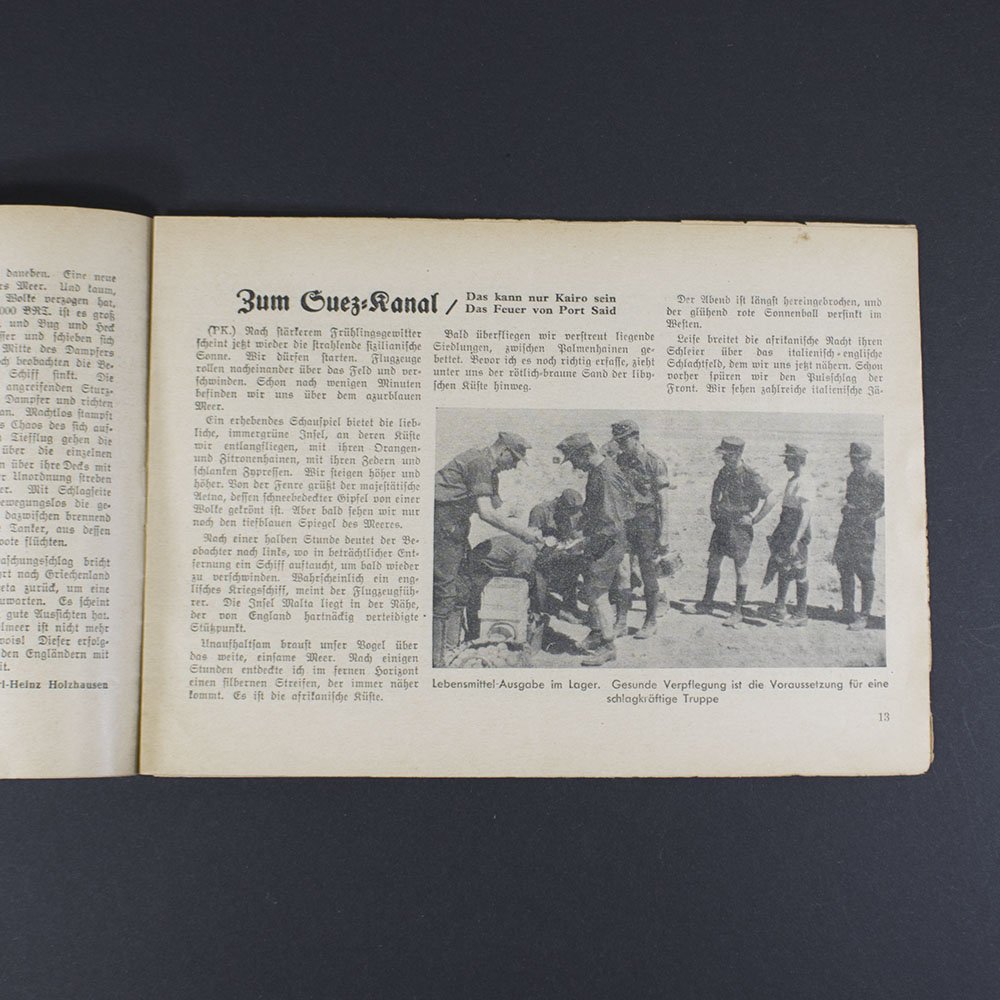 daneben. Eine neue
rs Meer. Und kaum,
Wolke verzogen hat,
000 BRT. ist es groß
und Bug und Heck
ser und schieben sich
Mitte des Dampfers
ch beobachten die Be-
Schiff sinkt. Die
angreifenden Sturz-
Dampfer und richten
an. Machtlos stampft
s Chaos des sich auf-
Tiefflug gehen die
über die einzelnen
n über ihre Decks mit
r Unordnung streben
er. Mit Schlagseite
ewegungslos die ge-
dazwischen brennend
Tanker, aus dessen
oote flüchten.
aschungsschlag bricht
hrt nach Griechenland
eta zurück, um eine
uwarten. Es scheint
gute Aussichten hat.
elmeer ist nicht mehr
vois! Dieser erfolg-
den Engländern mit
it.
rl-Heinz Holzhausen
Zum Suez-Kanal /
Das kann nur Kairo sein
Das Feuer von Port Said
(PK.) Nach stärkerem Frühlingsgewitter
scheint jetzt wieder die strahlende sizilianische
Sonne. Wir dürfen starten. Flugzeuge
rollen nacheinander über das Feld und ver-
schwinden. Schon nach wenigen Minuten
befinden wir uns über dem azurblauen
Meer.
Ein erhebendes Schauspiel bietet die lieb-
liche, immergrüne Insel, an deren Küste
wir entlangfliegen, mit ihren Orangen-
und Zitronenhainen, mit ihren Zedern und
schlanken Zypressen. Wir steigen höher und
höher. Von der Ferne grüßt der majestätische
Aetna, dessen schneebedeckter Gipfel von einer
Wolke gekrönt ist. Aber bald sehen wir nur
noch den tiefblauen Spiegel des Meeres.
Nach einer halben Stunde deutet der Be-
obachter nach links, wo in beträchtlicher Ent-
fernung ein Schiff auftaucht, um bald wieder
zu verschwinden. Wahrscheinlich ein eng-
lisches Kriegsschiff, meint der Flugzeugfüh-
rer. Die Insel Malta liegt in der Nähe,
der von England hartnäckig verteidigte
Stützpunkt.
Unaufhaltsam braust unser Vogel über
das weite, einsame Meer. Nach einigen
Stunden entdeckte ich im fernen Horizont
einen silbernen Streifen, der immer näher
kommt. Es ist die afrikanische Küste.
Bald überfliegen wir verstreut liegende
Siedlungen, zwischen Palmenhainen ge-
bettet. Bevor ich es noch richtig erfasse, zieht
unter uns der rötlich-braune Sand der liby-
schen Küste hinweg.
Der Abend ist längst hereingebrochen, und
der glühend rote Sonnenball versinkt im
Westen.
Leise breitet die afrikanische Nacht ihren
Schleier über das italienisch-englische
Schlachtfeld, dem wir uns jetzt nähern. Schon
vorher spüren wir den Pulsschlag der
Front. Wir sehen zahlreiche italienische Jä-
Lebensmittel-Ausgabe im Lager. Gesunde Verpflegung ist die Voraussetzung für eine
schlagkräftige Truppe
13